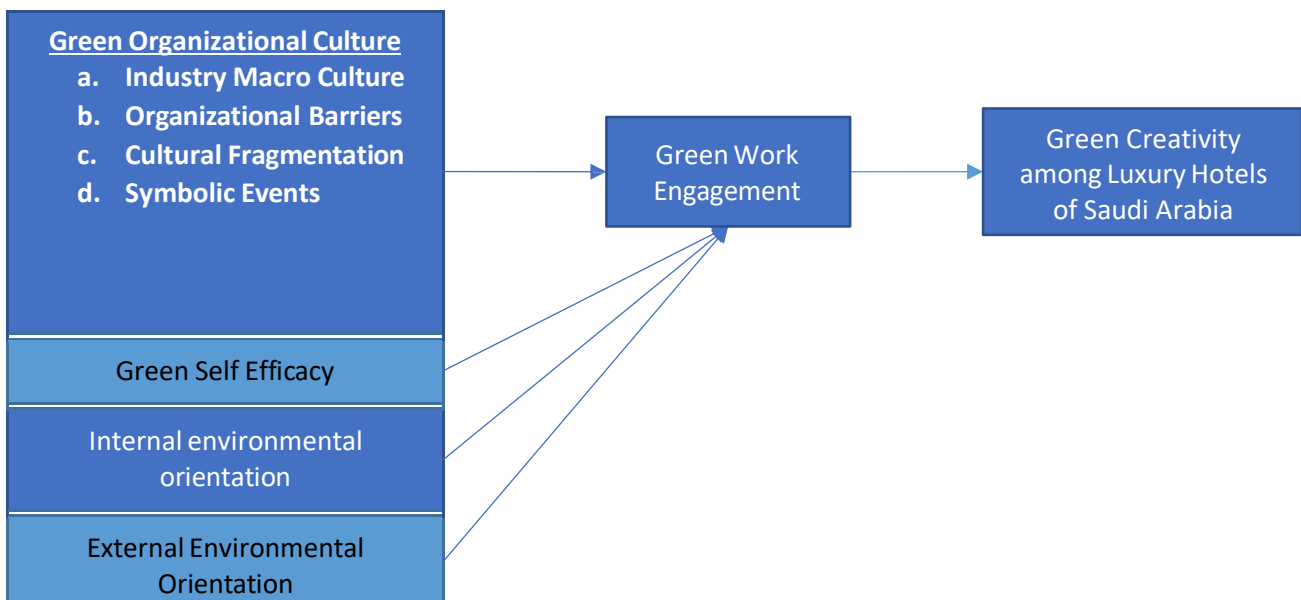 Green Organizational Culture
a. Industry Macro Culture
b. Organizational Barriers
c. Cultural Fragmentation
d. Symbolic Events
Green Self Efficacy
Internal environmental
orientation
External Environmental
Orientation
Green Work
Engagement
Green Creativity
among Luxury Hotels
of Saudi Arabia